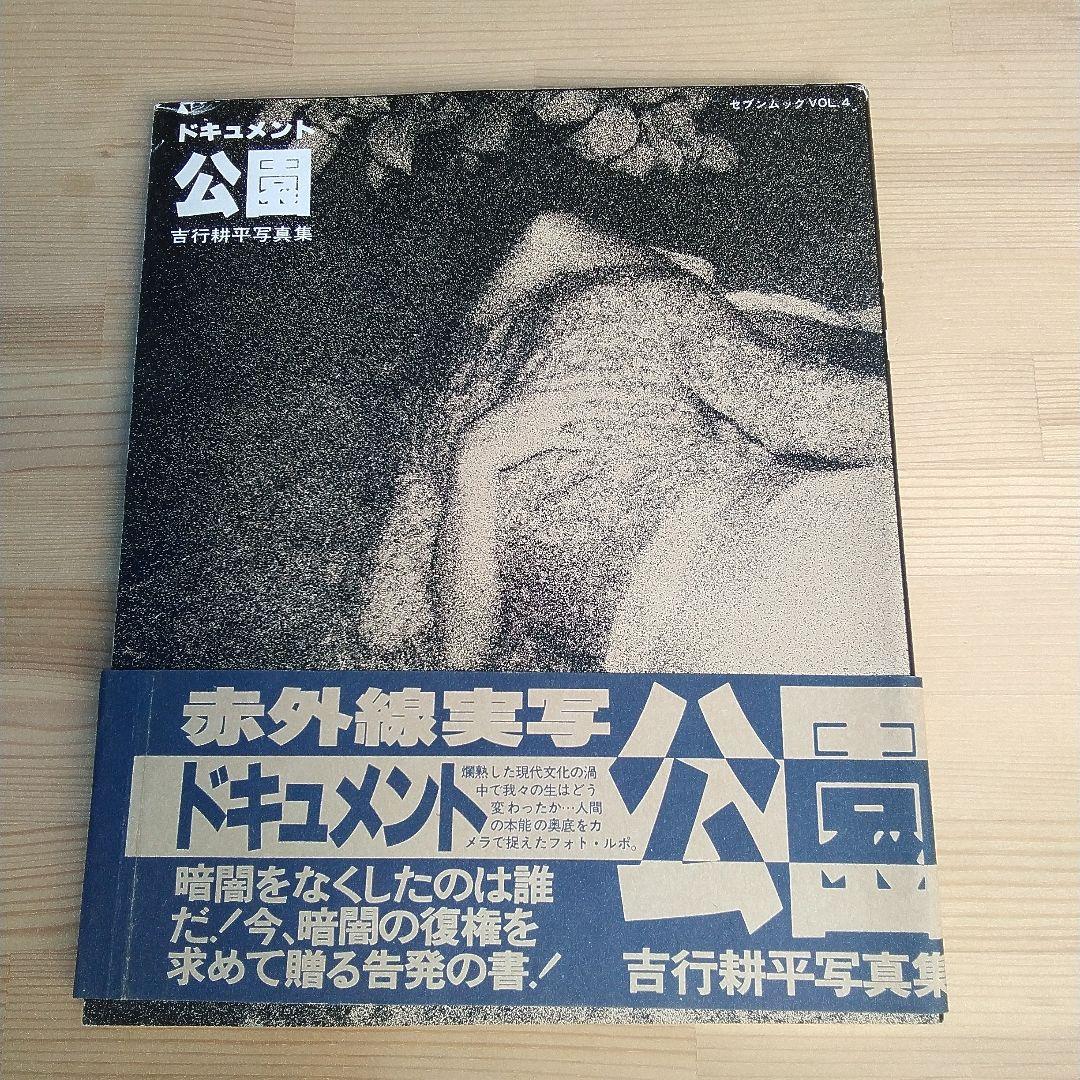 セブンムック VOL.4
ドキュメント
公園
吉行耕平写真集
赤外線実写
公園
ドキュメント
爛熟した現代文化の渦
中で我々の生はどう
変わったか…人間
の本能の奥底をカ
メラで捉えたフォト・ルポ。
暗闇をなくしたのは誰
だ!今、暗闇の復権を
求めて贈る告発の書!
吉行耕平写真集